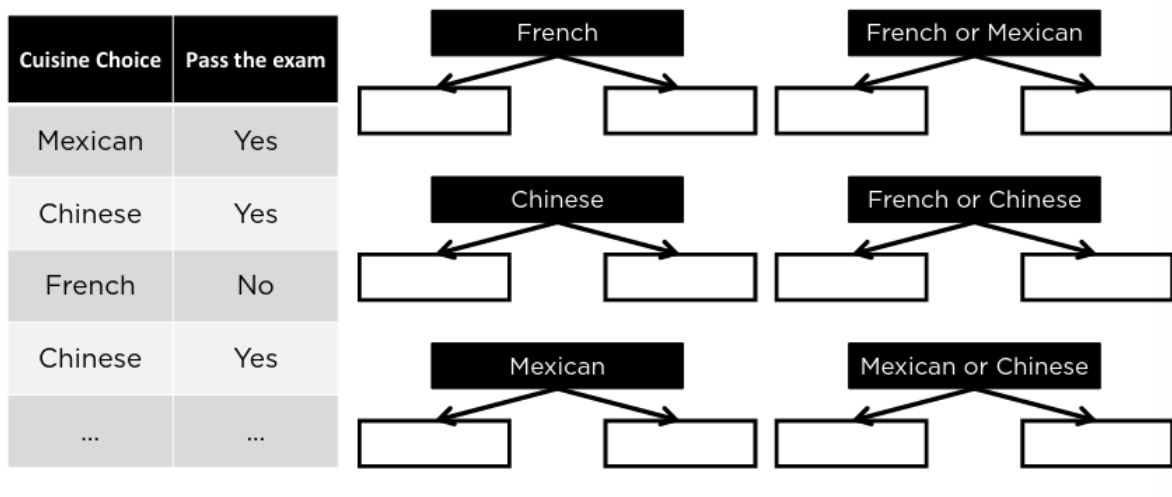 Cuisine Choice Pass the exam
Mexican Yes
Chinese Yes
French No
Chinese Yes
... ...
French
French or Mexican
Chinese
French or Chinese
Mexican
Mexican or Chinese